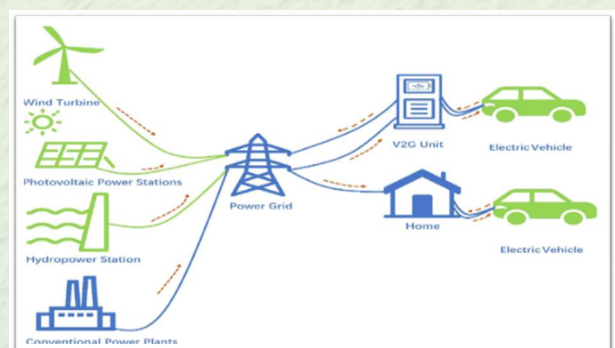 Wind Turbine
Photovoltaic Power Stations
Hydropower Station
Conventional Power Plants
Power Grid
V2G Unit
Electric Vehicle
Home
Electric Vehicle